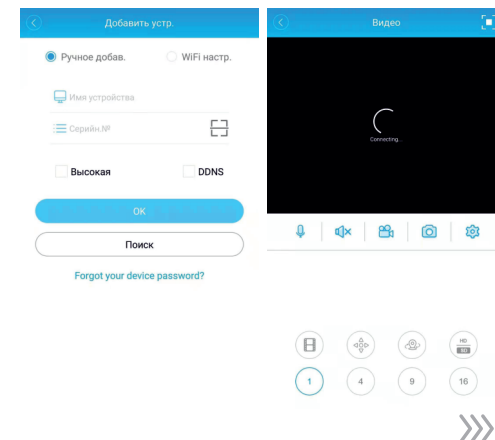 Добавить устр.
Ручное добав.
WiFi настр.
Имя устройства
Серийн.№
Высокая
DDNS
OK
Поиск
Forgot your device password?
Видео
Connecting...
HD
SD
1
4
9
16